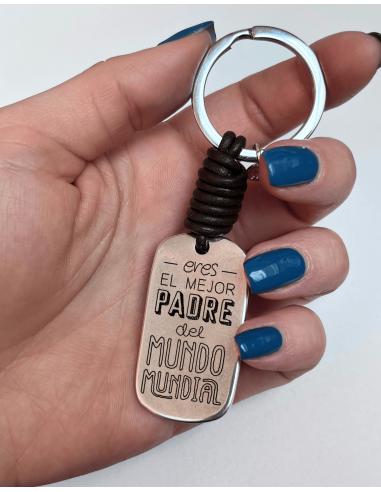 eres
EL MEJOR
PADRE
del
MUNDO
MUNDIAL